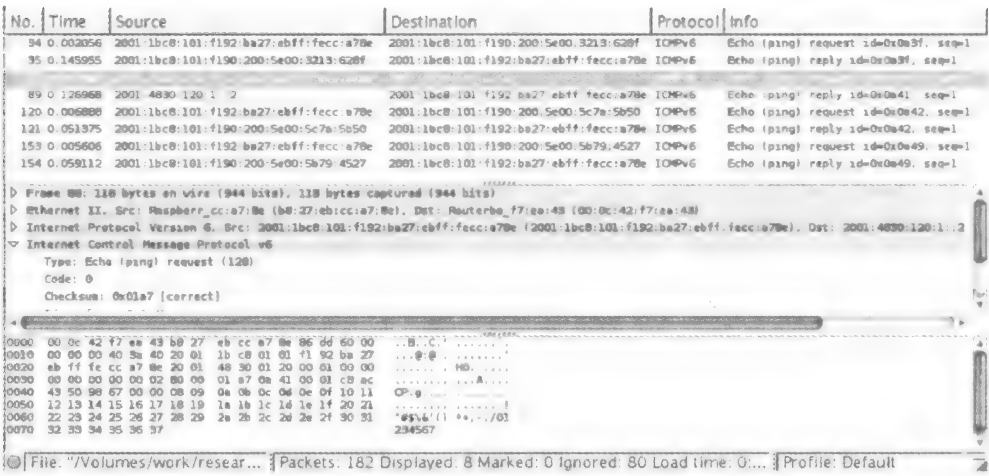 No. Time Source Destination Protocol Info
94 0.002056 2001:1bc8:101:f192:ba27:ebff:fecc:a78e 2001:1bc8:101:f190:200:5e00:3213:628f ICMPv6 Echo (ping) request id=0x0a3f, seq=1
95 0.145955 2001:1bc8:101:f190:200:5e00:3213:628f 2001:1bc8:101:f192:ba27:ebff:fecc:a78e ICMPv6 Echo (ping) reply id=0x0a3f, seq=1
89 0.126968 2001:4830:120:1::2 2001:1bc8:101:f192:ba27:ebff:fecc:a78e ICMPv6 Echo (ping) reply id=0x0a41, seq=1
120 0.006888 2001:1bc8:101:f192:ba27:ebff:fecc:a78e 2001:1bc8:101:f190:200:5e00:5c7a:5b50 ICMPv6 Echo (ping) request id=0x0a42, seq=1
121 0.051375 2001:1bc8:101:f190:200:5e00:5c7a:5b50 2001:1bc8:101:f192:ba27:ebff:fecc:a78e ICMPv6 Echo (ping) reply id=0x0a42, seq=1
153 0.005606 2001:1bc8:101:f192:ba27:ebff:fecc:a78e 2001:1bc8:101:f190:200:5e00:5b79:4527 ICMPv6 Echo (ping) request id=0x0a49, seq=1
154 0.059112 2001:1bc8:101:f190:200:5e00:5b79:4527 2001:1bc8:101:f192:ba27:ebff:fecc:a78e ICMPv6 Echo (ping) reply id=0x0a49, seq=1
Frame 88: 118 bytes on wire (944 bits), 118 bytes captured (944 bits)
Ethernet II, Src: Raspberr_cc:a7:8e (b8:27:eb:cc:a7:8e), Dst: Routerbo_f7:ea:43 (00:0c:42:f7:ea:43)
Internet Protocol Version 6, Src: 2001:1bc8:101:f192:ba27:ebff:fecc:a78e (2001:1bc8:101:f192:ba27:ebff:fecc:a78e), Dst: 2001:4830:120:1::2
Internet Control Message Protocol v6
Type: Echo (ping) request (128)
Code: 0
Checksum: 0x01a7 [correct]
0000 00 0c 42 f7 ea 43 b8 27 eb cc a7 8e 86 dd 60 00 ..B..C.' ......`.
0010 00 00 00 40 3a 40 20 01 1b c8 01 01 f1 92 ba 27 ...@:@ . .......'
0020 eb ff fe cc a7 8e 20 01 48 30 01 20 00 01 00 00 ...... . H0. ....
0030 00 00 00 00 00 02 80 00 01 a7 0a 41 00 01 c8 ac ........ ...A....
0040 43 50 98 67 00 00 08 09 0a 0b 0c 0d 0e 0f 10 11 CP.g.... ........
0050 12 13 14 15 16 17 18 19 1a 1b 1c 1d 1e 1f 20 21 ........ ...... !
0060 22 23 24 25 26 27 28 29 2a 2b 2c 2d 2e 2f 30 31 "#$%&'() *+,-./01
0070 32 33 34 35 36 37 234567
File: "/Volumes/work/resear... Packets: 182 Displayed: 8 Marked: 0 Ignored: 80 Load time: 0:... Profile: Default